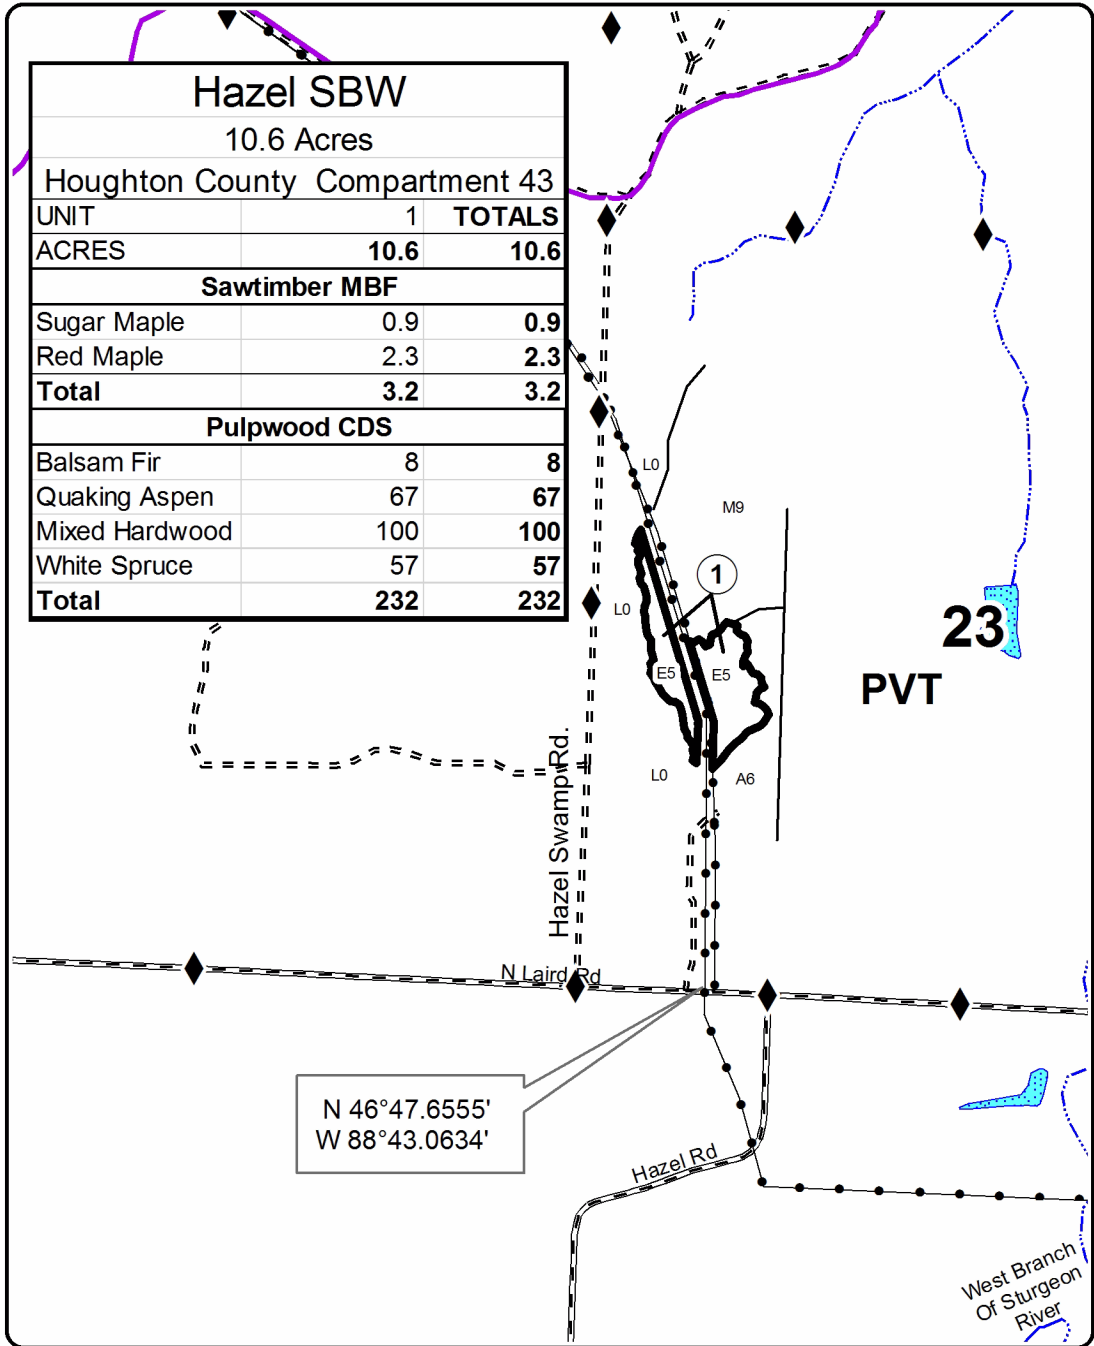 Hazel SBW
10.6 Acres
Houghton County Compartment 43
UNIT 1 TOTALS
ACRES 10.6 10.6
Sawtimber MBF
Sugar Maple 0.9 0.9
Red Maple 2.3 2.3
Total 3.2 3.2
Pulpwood CDS
Balsam Fir 8 8
Quaking Aspen 67 67
Mixed Hardwood 100 100
White Spruce 57 57
Total 232 232
L0
M9
1
L0
23
E5
E5
PVT
L0
A6
Hazel Swamp Rd.
N Laird Rd
N 46°47.6555'
W 88°43.0634'
Hazel Rd
West Branch
Of Sturgeon
River